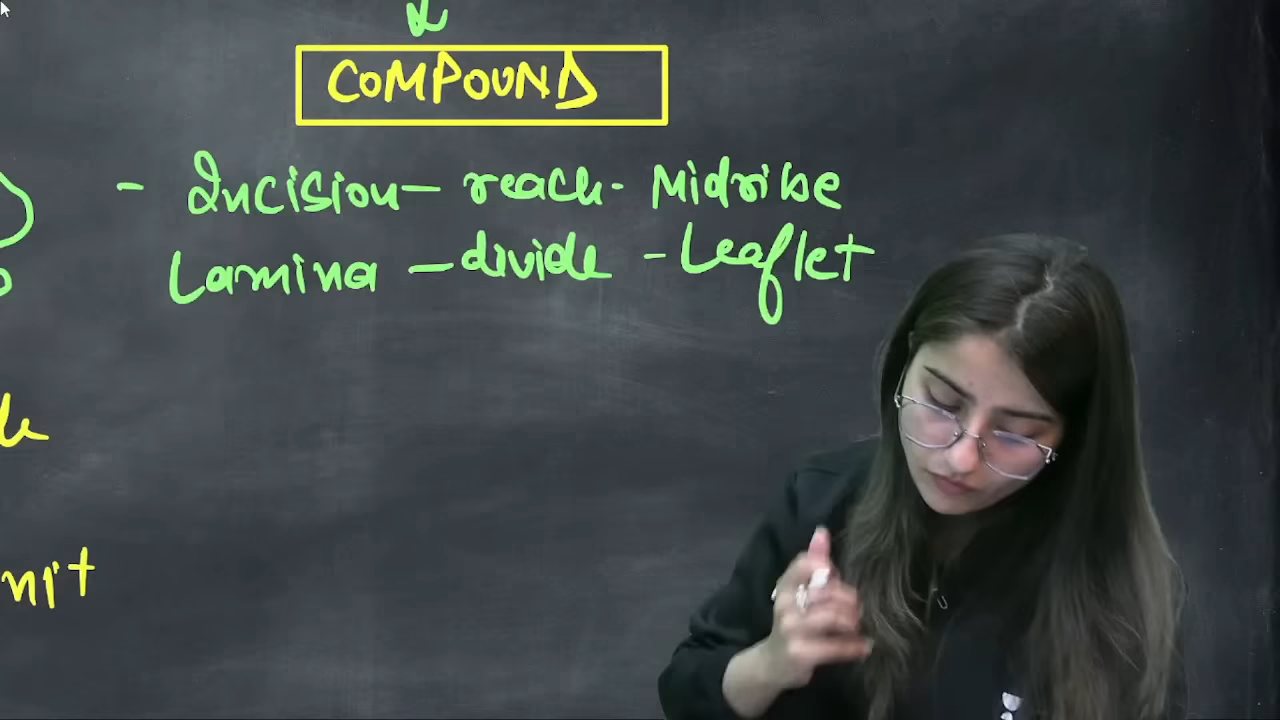 COMPOUND
- Incision - reach - Midribe
Lamina - divide - Leaflet